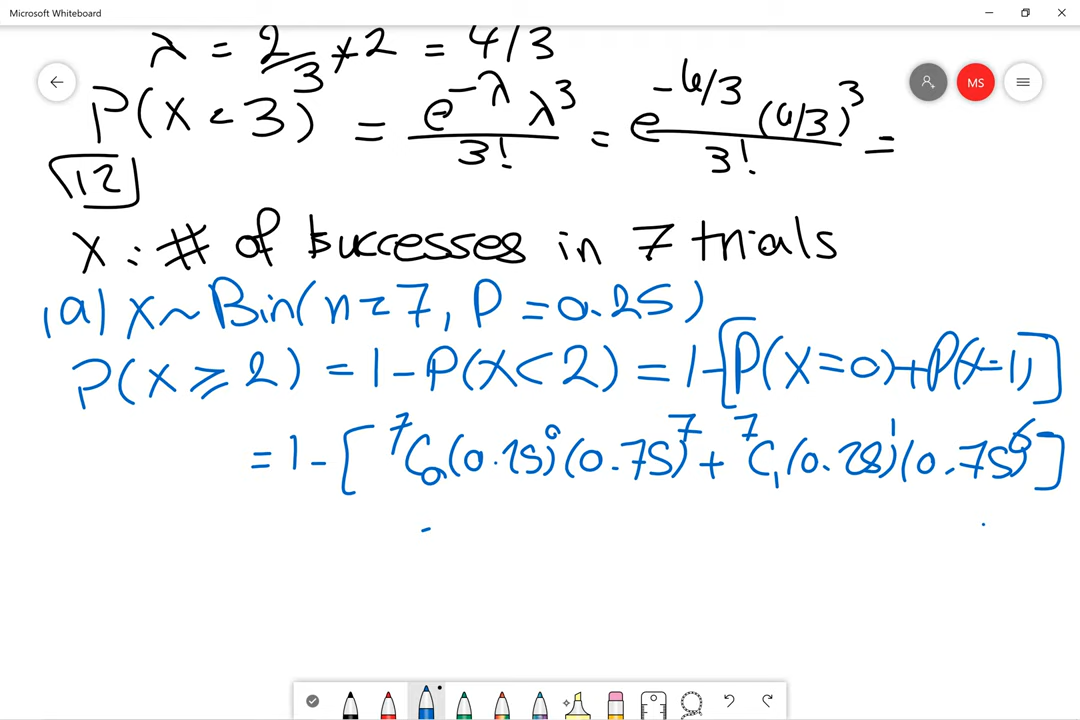 Microsoft Whiteboard
λ = 2/3 × 2 = 4/3
MS
P(X < 3) = e^-λ λ^3 / 3! = e^-4/3 (4/3)^3 / 3! =
12
X : # of successes in 7 trials
(a) X ~ Bin(n = 7, P = 0.25)
P(X ≥ 2) = 1 - P(X < 2) = 1 - [P(X = 0) + P(X = 1)]
= 1 - [ ⁷C₀ (0.25)^0 (0.75)^7 + ⁷C₁ (0.25)^1 (0.75)^6 ]